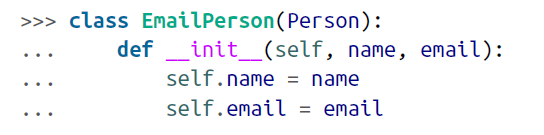 >>> class EmailPerson(Person):
...     def __init__(self, name, email):
...         self.name = name
...         self.email = email